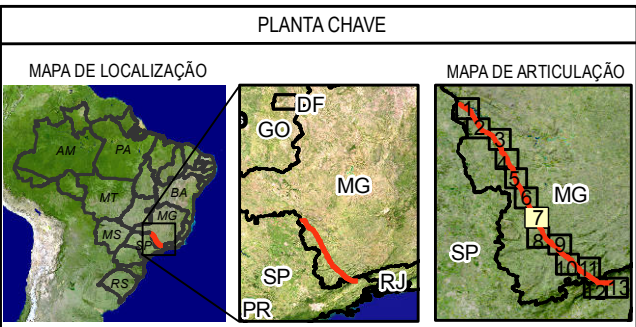 PLANTA CHAVE
MAPA DE LOCALIZAÇÃO
AM
PA
MT
BA
MG
MS
SP
RS
DF
GO
MG
SP
RJ
PR
MAPA DE ARTICULAÇÃO
1
2
3
4
5
6
MG
7
8
9
SP
10
11
12
13